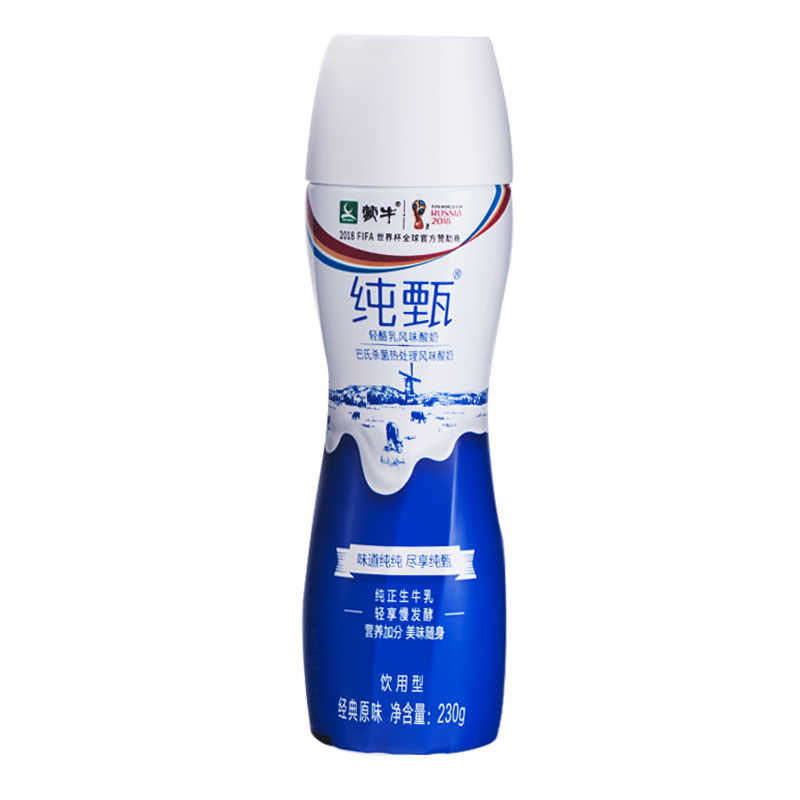 蒙牛® FIFA WORLD CUP
RUSSIA
2018
2018 FIFA 世界杯全球官方赞助商
纯甄®
轻酪乳风味酸奶
巴氏杀菌热处理风味酸奶
味道纯纯 尽享纯甄
纯正生牛乳
轻享慢发酵
营养加分 美味随身
饮用型
经典原味 净含量：230g